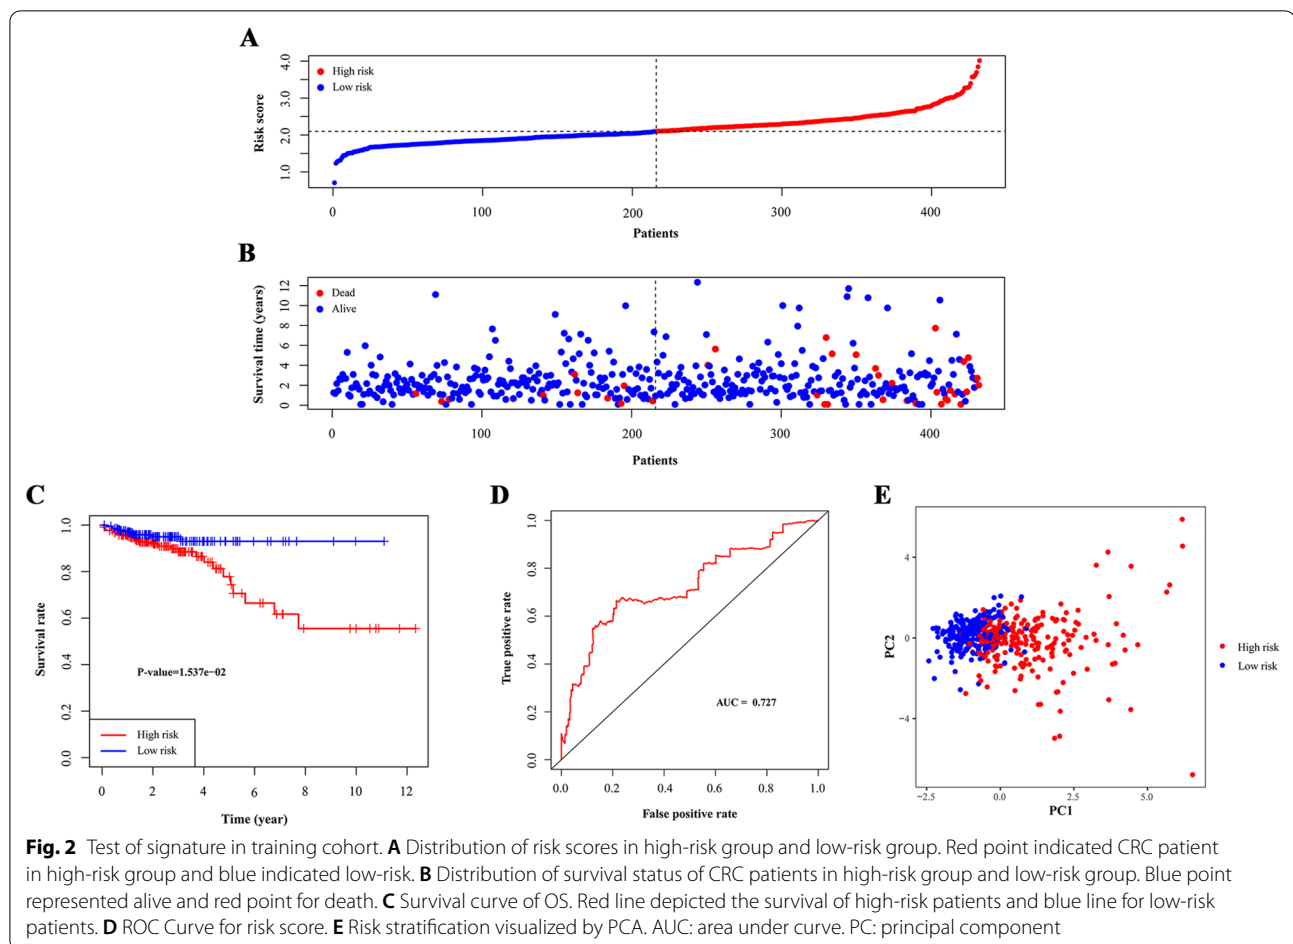 A
4.0
3.0
2.0
1.0
Risk score
High risk
Low risk
0 100 200 300 400
Patients
B
12
10
8
6
4
2
0
Survival time (years)
Dead
Alive
0 100 200 300 400
Patients
C
1.0
0.8
0.6
0.4
0.2
0.0
Survival rate
P-value=1.537e−02
High risk
Low risk
0 2 4 6 8 10 12
Time (year)
D
1.0
0.8
0.6
0.4
0.2
0.0
True positive rate
AUC = 0.727
0.0 0.2 0.4 0.6 0.8 1.0
False positive rate
E
4
0
−4
PC2
−2.5 0.0 2.5 5.0
PC1
High risk
Low risk
Fig. 2 Test of signature in training cohort. A Distribution of risk scores in high-risk group and low-risk group. Red point indicated CRC patient
in high-risk group and blue indicated low-risk. B Distribution of survival status of CRC patients in high-risk group and low-risk group. Blue point
represented alive and red point for death. C Survival curve of OS. Red line depicted the survival of high-risk patients and blue line for low-risk
patients. D ROC Curve for risk score. E Risk stratification visualized by PCA. AUC: area under curve. PC: principal component